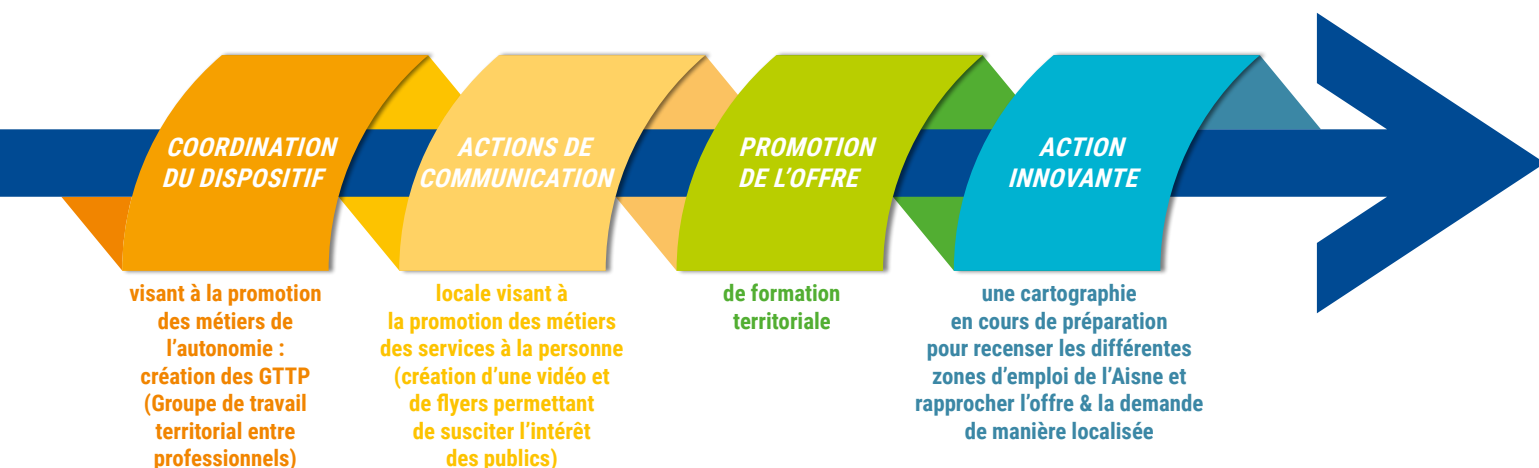 COORDINATION
DU DISPOSITIF
visant à la promotion
des métiers de
l'autonomie :
création des GTTP
(Groupe de travail
territorial entre
professionnels)
ACTIONS DE
COMMUNICATION
locale visant à
la promotion des métiers
des services à la personne
(création d'une vidéo et
de flyers permettant
de susciter l'intérêt
des publics)
PROMOTION
DE L'OFFRE
de formation
territoriale
ACTION
INNOVANTE
une cartographie
en cours de préparation
pour recenser les différentes
zones d'emploi de l'Aisne et
rapprocher l'offre & la demande
de manière localisée